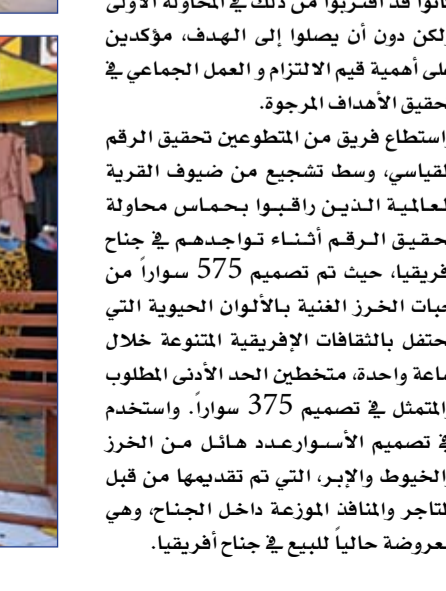 كانوا قد اقتربوا من ذلك في المحاولة الأولى
ولكن دون أن يصلوا إلى الهدف، مؤكدين
على أهمية قيم الالتزام و العمل الجماعي في
تحقيق الأهداف المرجوة.
واستطاع فريق من المتطوعين تحقيق الرقم
القياسي، وسط تشجيع من ضيوف القرية
العالمية الذين راقبوا بحماس محاولة
تحقيق الرقم أثناء تواجدهم في جناح
أفريقيا، حيث تم تصميم 575 سواراً من
حبات الخرز الغنية بالألوان الحيوية التي
تحتفل بالثقافات الإفريقية المتنوعة خلال
ساعة واحدة، متخطين الحد الأدنى المطلوب
والمتمثل في تصميم 375 سواراً. واستخدم
في تصميم الأسوارعدد هائل من الخرز
والخيوط والإبر، التي تم تقديمها من قبل
المتاجر والمنافذ الموزعة داخل الجناح، وهي
معروضة حالياً للبيع في جناح أفريقيا.